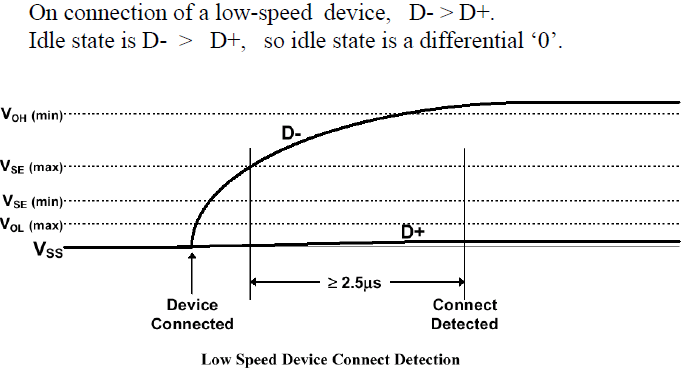 On connection of a low-speed device, D- > D+.
Idle state is D- > D+, so idle state is a differential ‘0’.
VOH (min)
D-
VSE (max)
VSE (min)
VOL (max)
D+
VSS
≥ 2.5µs
Device
Connected
Connect
Detected
Low Speed Device Connect Detection